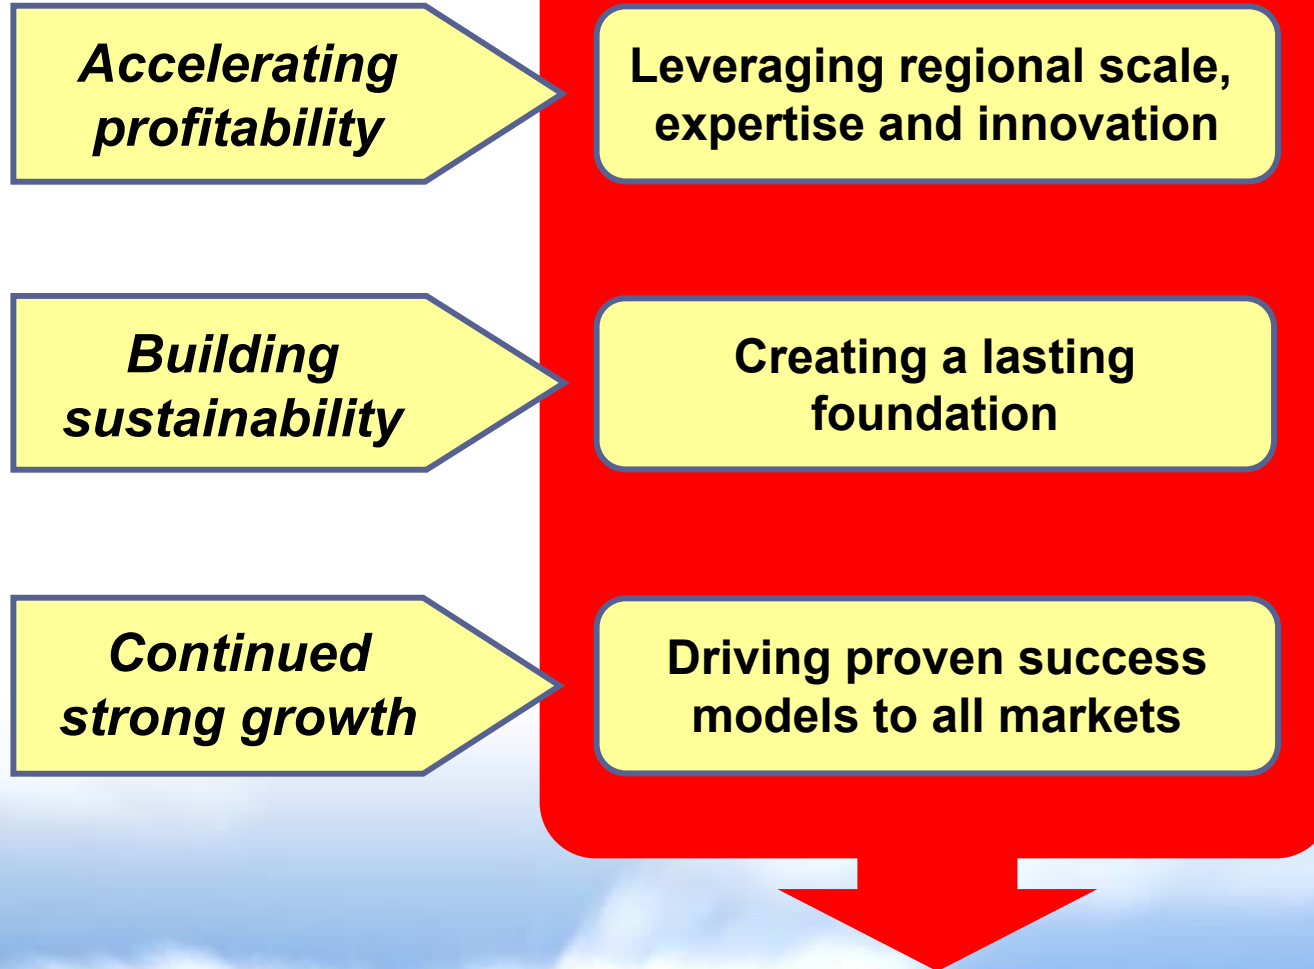 Accelerating
profitability
Leveraging regional scale,
expertise and innovation
Building
sustainability
Creating a lasting
foundation
Continued
strong growth
Driving proven success
models to all markets